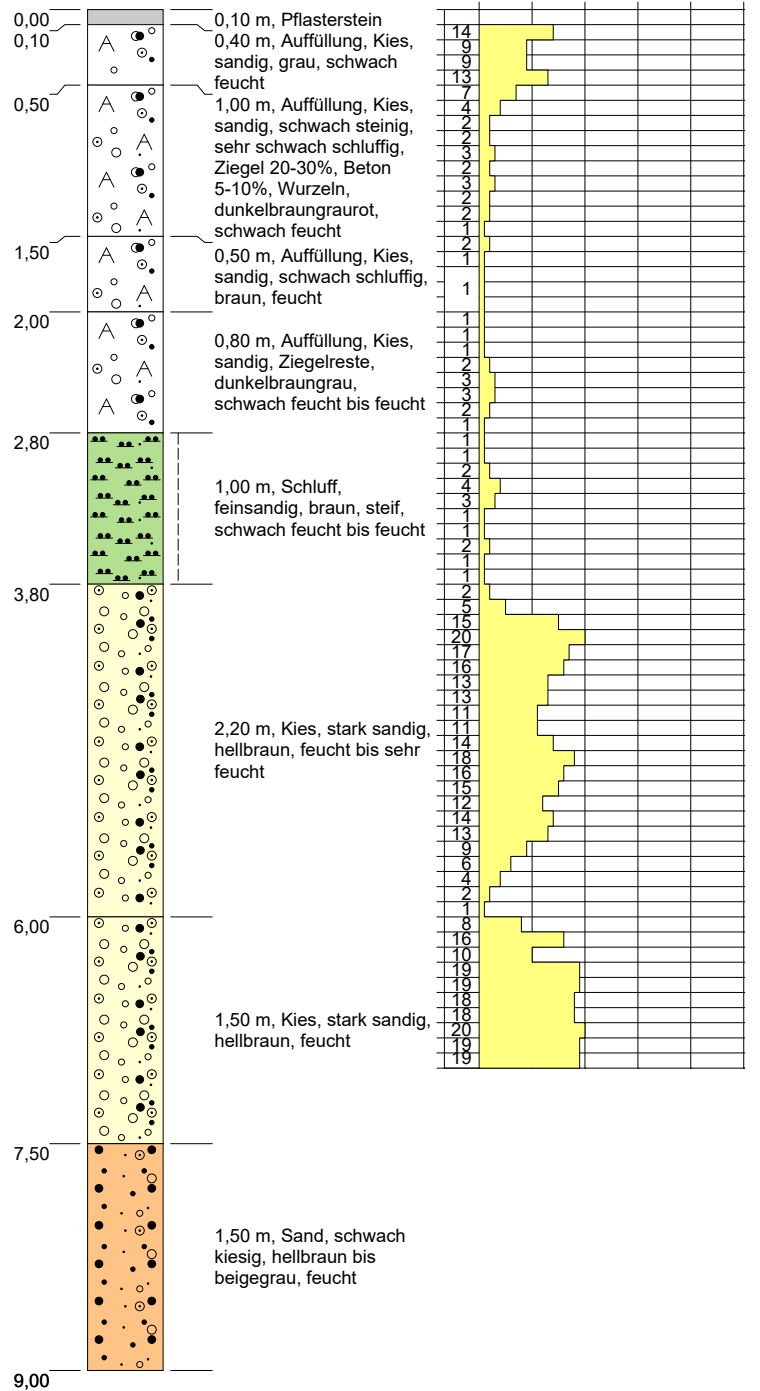 0,00
0,10 m, Pflasterstein
0,10
0,40 m, Auffüllung, Kies,
sandig, grau, schwach
feucht
0,50
1,00 m, Auffüllung, Kies,
sandig, schwach steinig,
sehr schwach schluffig,
Ziegel 20-30%, Beton
5-10%, Wurzeln,
dunkelbraungraurot,
schwach feucht
1,50
0,50 m, Auffüllung, Kies,
sandig, schwach schluffig,
braun, feucht
2,00
0,80 m, Auffüllung, Kies,
sandig, Ziegelreste,
dunkelbraungrau,
schwach feucht bis feucht
2,80
1,00 m, Schluff,
feinsandig, braun, steif,
schwach feucht bis feucht
3,80
2,20 m, Kies, stark sandig,
hellbraun, feucht bis sehr
feucht
6,00
1,50 m, Kies, stark sandig,
hellbraun, feucht
7,50
1,50 m, Sand, schwach
kiesig, hellbraun bis
beigegrau, feucht
9,00
14
9
9
13
7
4
2
2
3
2
3
2
2
1
2
1
1
1
1
1
2
3
3
2
1
1
1
2
4
3
1
1
2
1
1
2
5
15
20
17
16
13
13
11
11
14
18
16
15
12
14
13
9
6
4
2
1
8
16
10
19
19
18
18
20
19
19